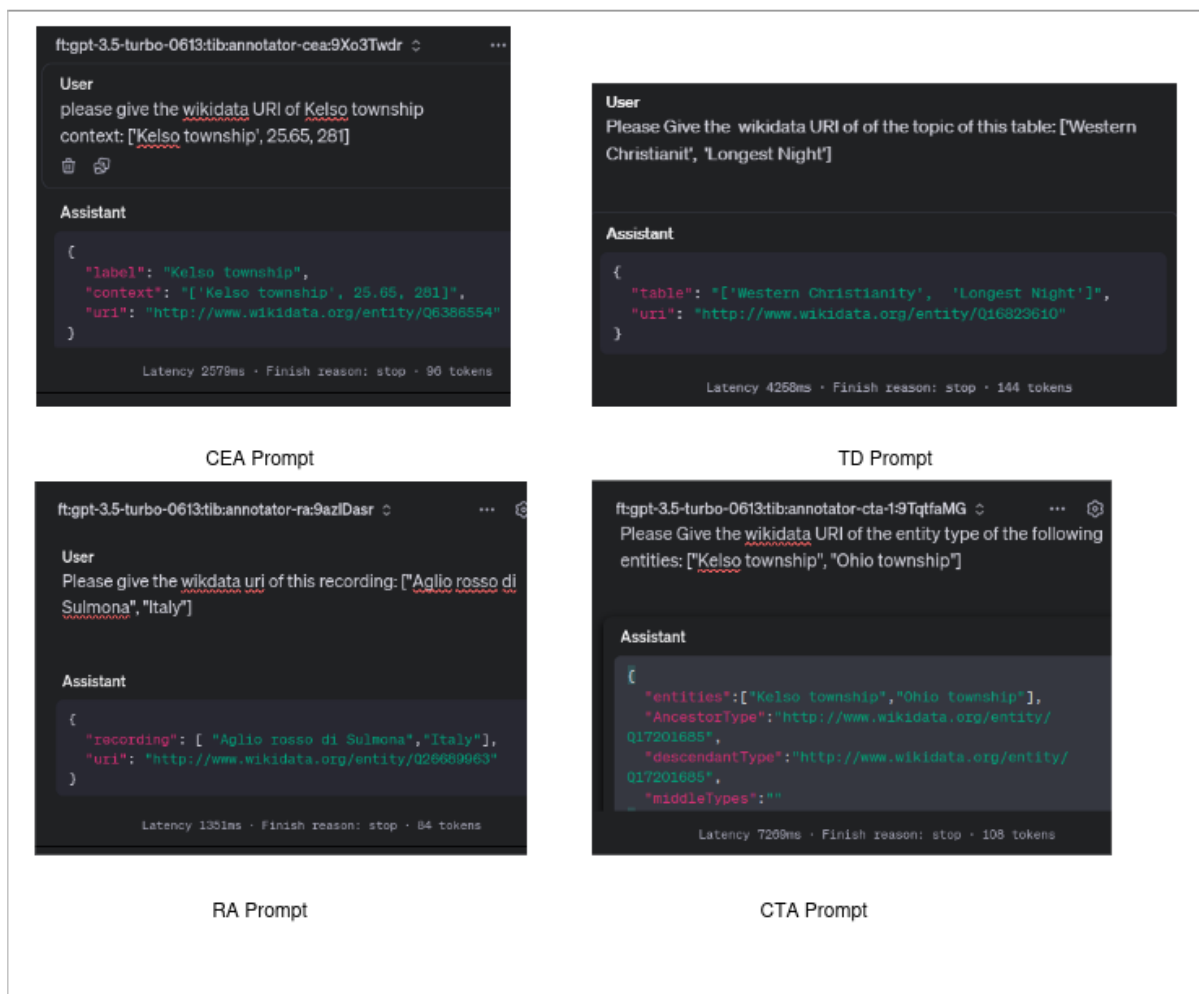 ft:gpt-3.5-turbo-0613:tib:annotator-cea:9Xo3Twdr
User
please give the wikidata URI of Kelso township
context: ['Kelso township', 25.65, 281]
Assistant
{
"label": "Kelso township",
"context": "['Kelso township', 25.65, 281]",
"uri": "http://www.wikidata.org/entity/Q6386554"
}
Latency 2579ms · Finish reason: stop · 96 tokens
CEA Prompt
User
Please Give the wikidata URI of of the topic of this table: ['Western
Christianit', 'Longest Night']
Assistant
{
"table": "['Western Christianity', 'Longest Night']",
"uri": "http://www.wikidata.org/entity/Q16823610"
}
Latency 4258ms · Finish reason: stop · 144 tokens
TD Prompt
ft:gpt-3.5-turbo-0613:tib:annotator-ra:9azIDasr
User
Please give the wikdata uri of this recording: ["Aglio rosso di
Sulmona", "Italy"]
Assistant
{
"recording": [ "Aglio rosso di Sulmona","Italy"],
"uri": "http://www.wikidata.org/entity/Q26689963"
}
Latency 1351ms · Finish reason: stop · 84 tokens
RA Prompt
ft:gpt-3.5-turbo-0613:tib:annotator-cta-1:9TqtfaMG
Please Give the wikidata URI of the entity type of the following
entities: ["Kelso township", "Ohio township"]
Assistant
{
"entities":["Kelso township","Ohio township"],
"AncestorType":"http://www.wikidata.org/entity/
Q17201685",
"descendantType":"http://www.wikidata.org/entity/
Q17201685",
"middleTypes":""
Latency 7269ms · Finish reason: stop · 108 tokens
CTA Prompt